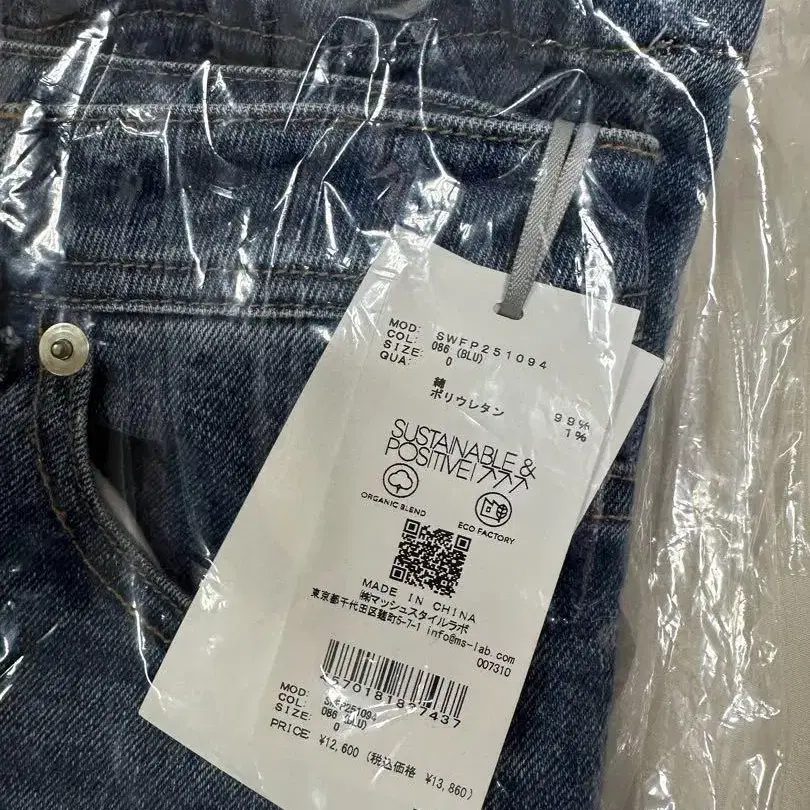 MOD: SWFP251094
COL: 086 (BLU)
SIZE: 0
QUA:
綿 99%
ポリウレタン 1%
SUSTAINABLE &
POSITIVE!
ORGANIC BLEND
ECO FACTORY
MADE IN CHINA
㈱マッシュスタイルラボ
東京都千代田区麹町5-7-1 info@ms-lab.com
007310
MOD: SWFP251094
COL: 086 (BLU)
SIZE: 0
PRICE: ¥12,600 (税込価格 ¥13,860)